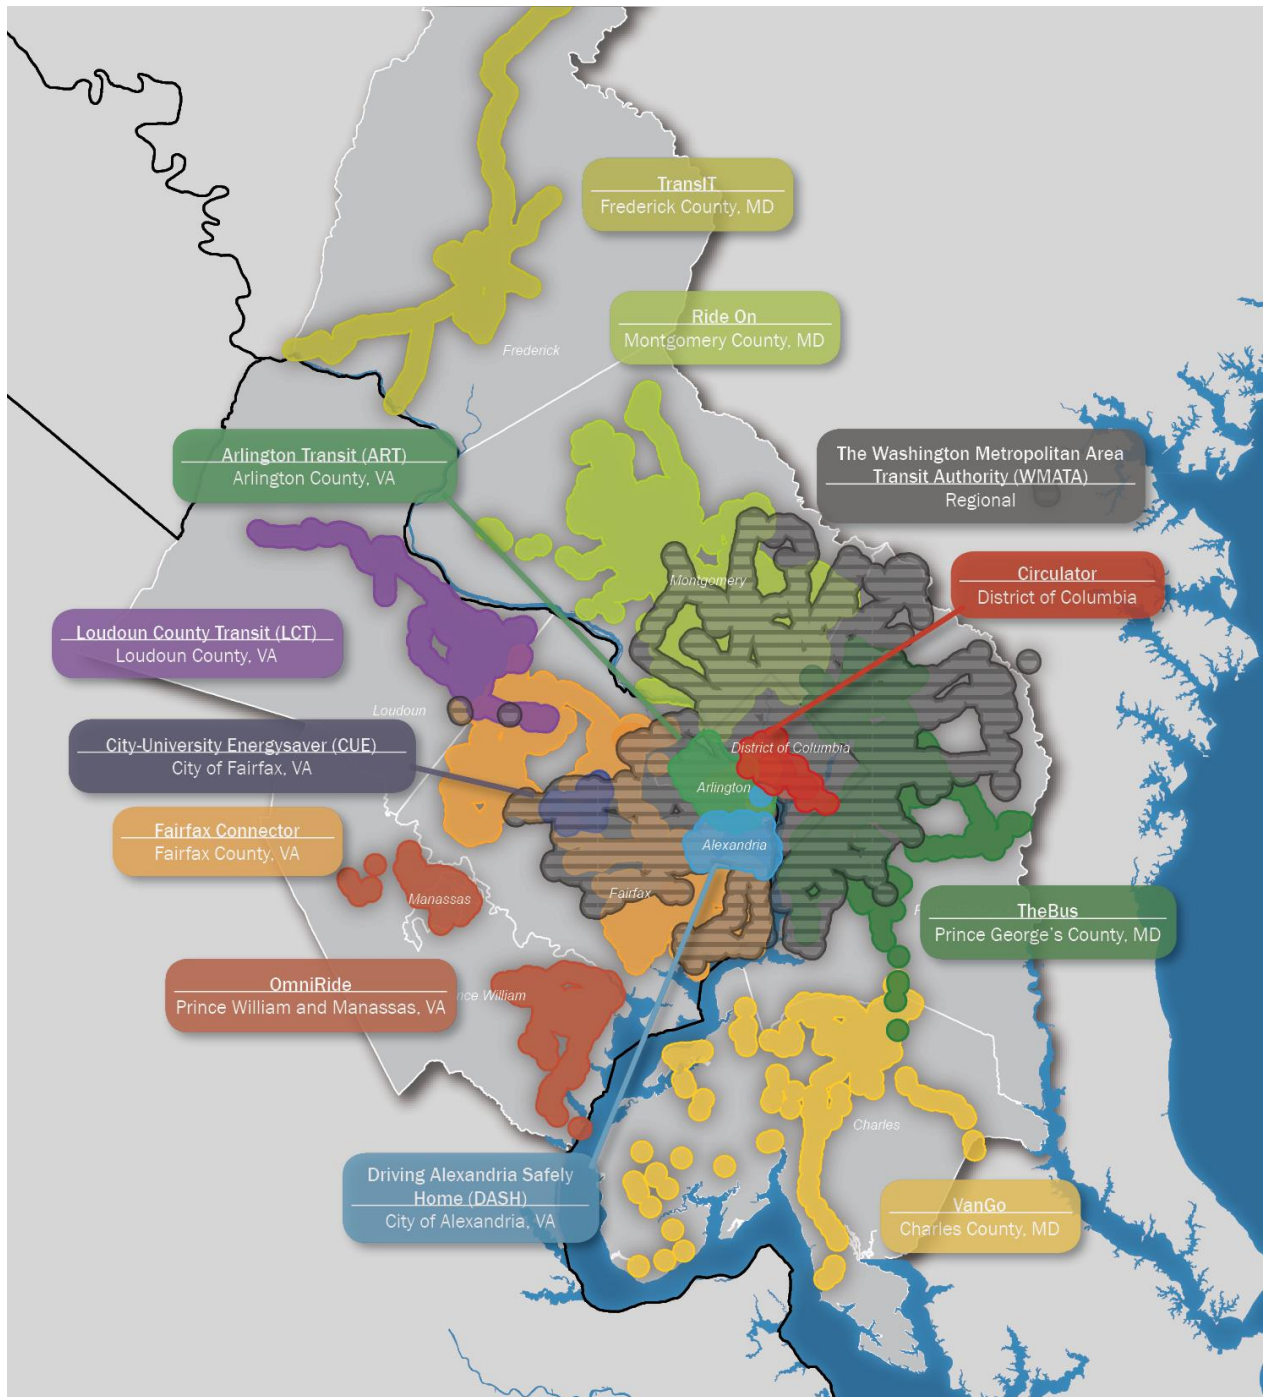 TransIT
Frederick County, MD
Ride On
Montgomery County, MD
Frederick
Arlington Transit (ART)
Arlington County, VA
The Washington Metropolitan Area
Transit Authority (WMATA)
Regional
Montgomery
Circulator
District of Columbia
Loudoun County Transit (LCT)
Loudoun County, VA
Loudoun
City-University Energysaver (CUE)
City of Fairfax, VA
District of Columbia
Arlington
Fairfax Connector
Fairfax County, VA
Alexandria
Manassas
Fairfax
TheBus
Prince George's County, MD
OmniRide
Prince William and Manassas, VA
nce William
Charles
Driving Alexandria Safely
Home (DASH)
City of Alexandria, VA
VanGo
Charles County, MD